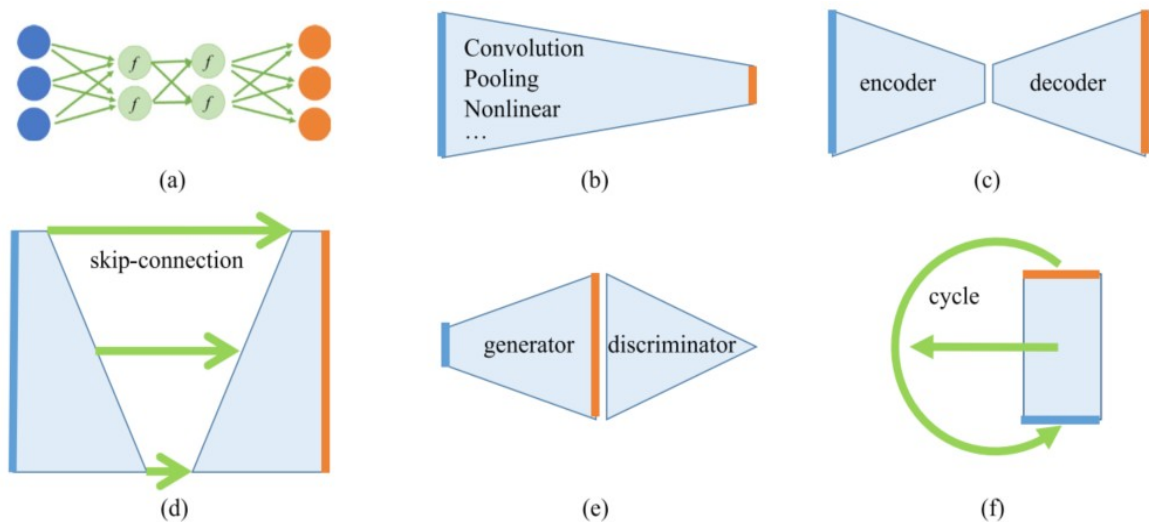 f
f
f
f
(a)
Convolution
Pooling
Nonlinear
…
(b)
encoder
decoder
(c)
skip-connection
(d)
generator
discriminator
(e)
cycle
(f)